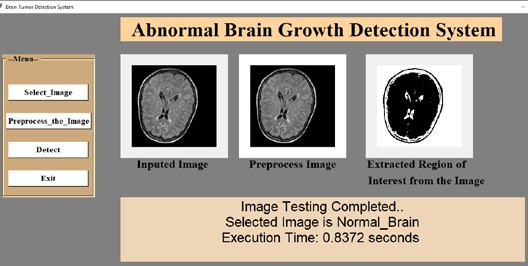 Brain Tumor Detection System
Abnormal Brain Growth Detection System
--Menu--
Select_Image
Preprocess_the_Image
Detect
Exit
Inputed Image
Preprocess Image
Extracted Region of
Interest from the Image
Image Testing Completed..
Selected Image is Normal_Brain
Execution Time: 0.8372 seconds